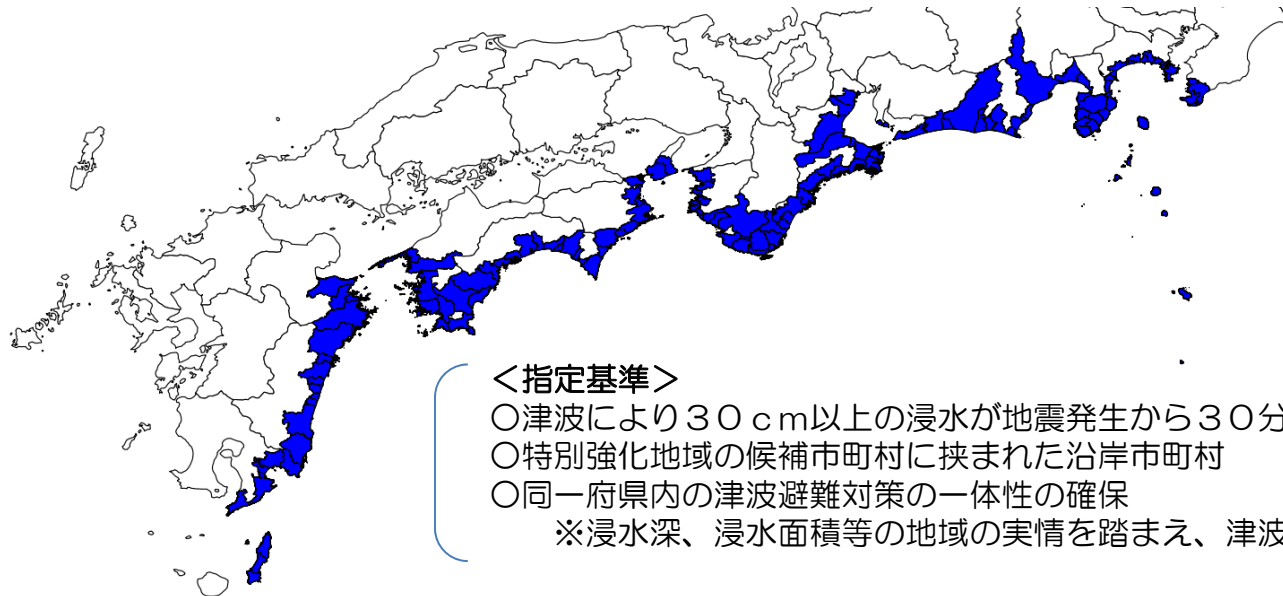 ＜指定基準＞
〇津波により３０ｃｍ以上の浸水が地震発生から３０分
〇特別強化地域の候補市町村に挟まれた沿岸市町村
〇同一府県内の津波避難対策の一体性の確保
※浸水深、浸水面積等の地域の実情を踏まえ、津波